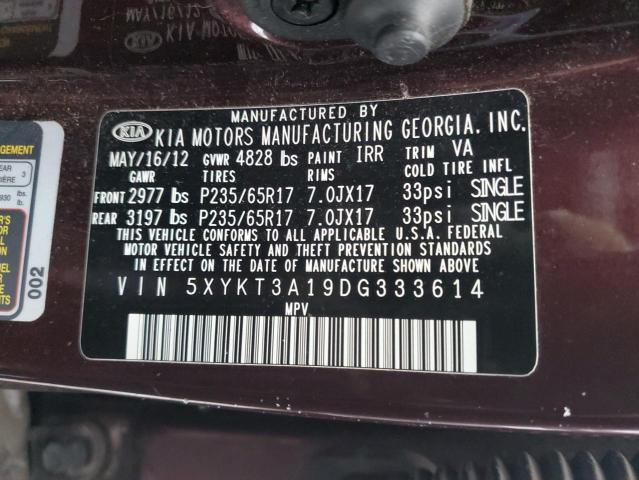 MANUFACTURED BY
KIA KIA MOTORS MANUFACTURING GEORGIA, INC.
MAY/16/12 GVWR 4828 lbs PAINT IRR TRIM VA
GAWR TIRES RIMS COLD TIRE INFL
FRONT 2977 lbs P235/65R17 7.0JX17 33psi SINGLE
REAR 3197 lbs P235/65R17 7.0JX17 33psi SINGLE
THIS VEHICLE CONFORMS TO ALL APPLICABLE U.S.A. FEDERAL
MOTOR VEHICLE SAFETY AND THEFT PREVENTION STANDARDS
IN EFFECT ON THE DATE OF MANUFACTURE SHOWN ABOVE
VIN 5XYKT3A19DG333614
MPV
002
3
lbs.